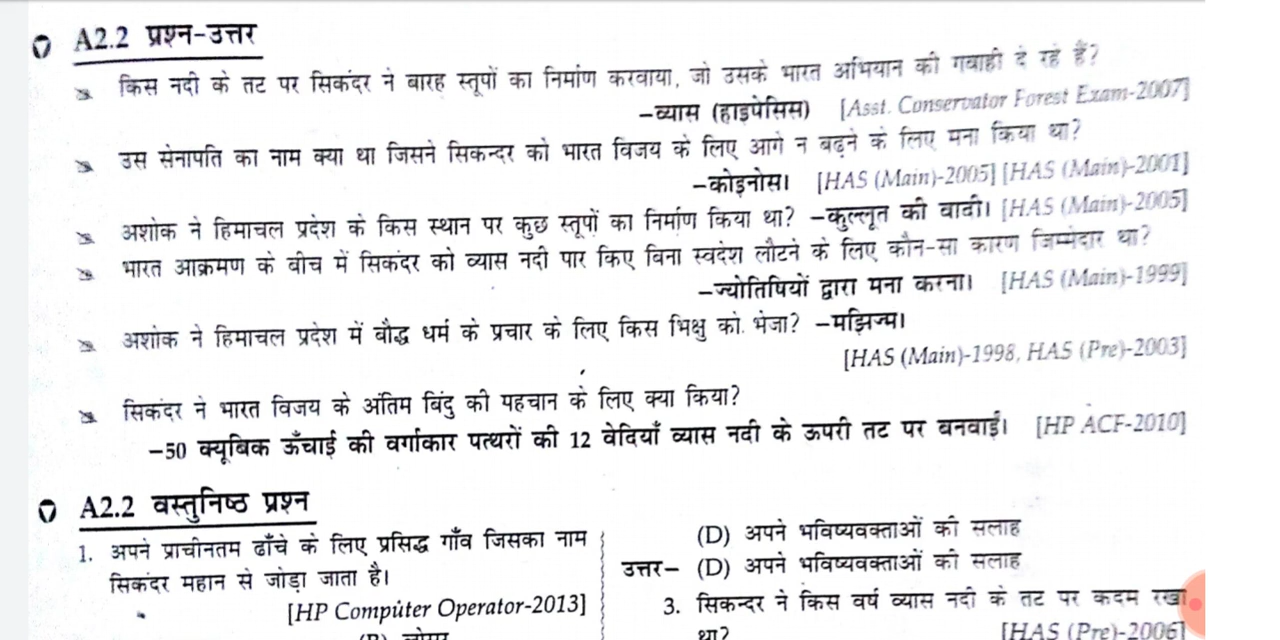 A2.2 प्रश्न-उत्तर
किस नदी के तट पर सिकंदर ने बारह स्तूपों का निर्माण करवाया, जो उसके भारत अभियान की गवाही दे रहे हैं?
–व्यास (हाइपेसिस) [Asst. Conservator Forest Exam-2007]
उस सेनापति का नाम क्या था जिसने सिकन्दर को भारत विजय के लिए आगे न बढ़ने के लिए मना किया था?
–कोइनोस। [HAS (Main)-2005] [HAS (Main)-2001]
अशोक ने हिमाचल प्रदेश के किस स्थान पर कुछ स्तूपों का निर्माण किया था? –कुल्लूत की वादी। [HAS (Main)-2005]
भारत आक्रमण के बीच में सिकंदर को व्यास नदी पार किए बिना स्वदेश लौटने के लिए कौन-सा कारण जिम्मेदार था?
–ज्योतिषियों द्वारा मना करना। [HAS (Main)-1999]
अशोक ने हिमाचल प्रदेश में बौद्ध धर्म के प्रचार के लिए किस भिक्षु को भेजा? –मझिज्म।
[HAS (Main)-1998, HAS (Pre)-2003]
सिकंदर ने भारत विजय के अंतिम बिंदु की पहचान के लिए क्या किया?
–50 क्यूबिक ऊँचाई की वर्गाकार पत्थरों की 12 वेदियाँ व्यास नदी के ऊपरी तट पर बनवाई। [HP ACF-2010]
A2.2 वस्तुनिष्ठ प्रश्न
1. अपने प्राचीनतम ढाँचे के लिए प्रसिद्ध गाँव जिसका नाम
सिकंदर महान से जोड़ा जाता है।
[HP Computer Operator-2013]
(D) अपने भविष्यवक्ताओं की सलाह
उत्तर– (D) अपने भविष्यवक्ताओं की सलाह
3. सिकन्दर ने किस वर्ष व्यास नदी के तट पर कदम रखा
था? [HAS (Pre)-2006]